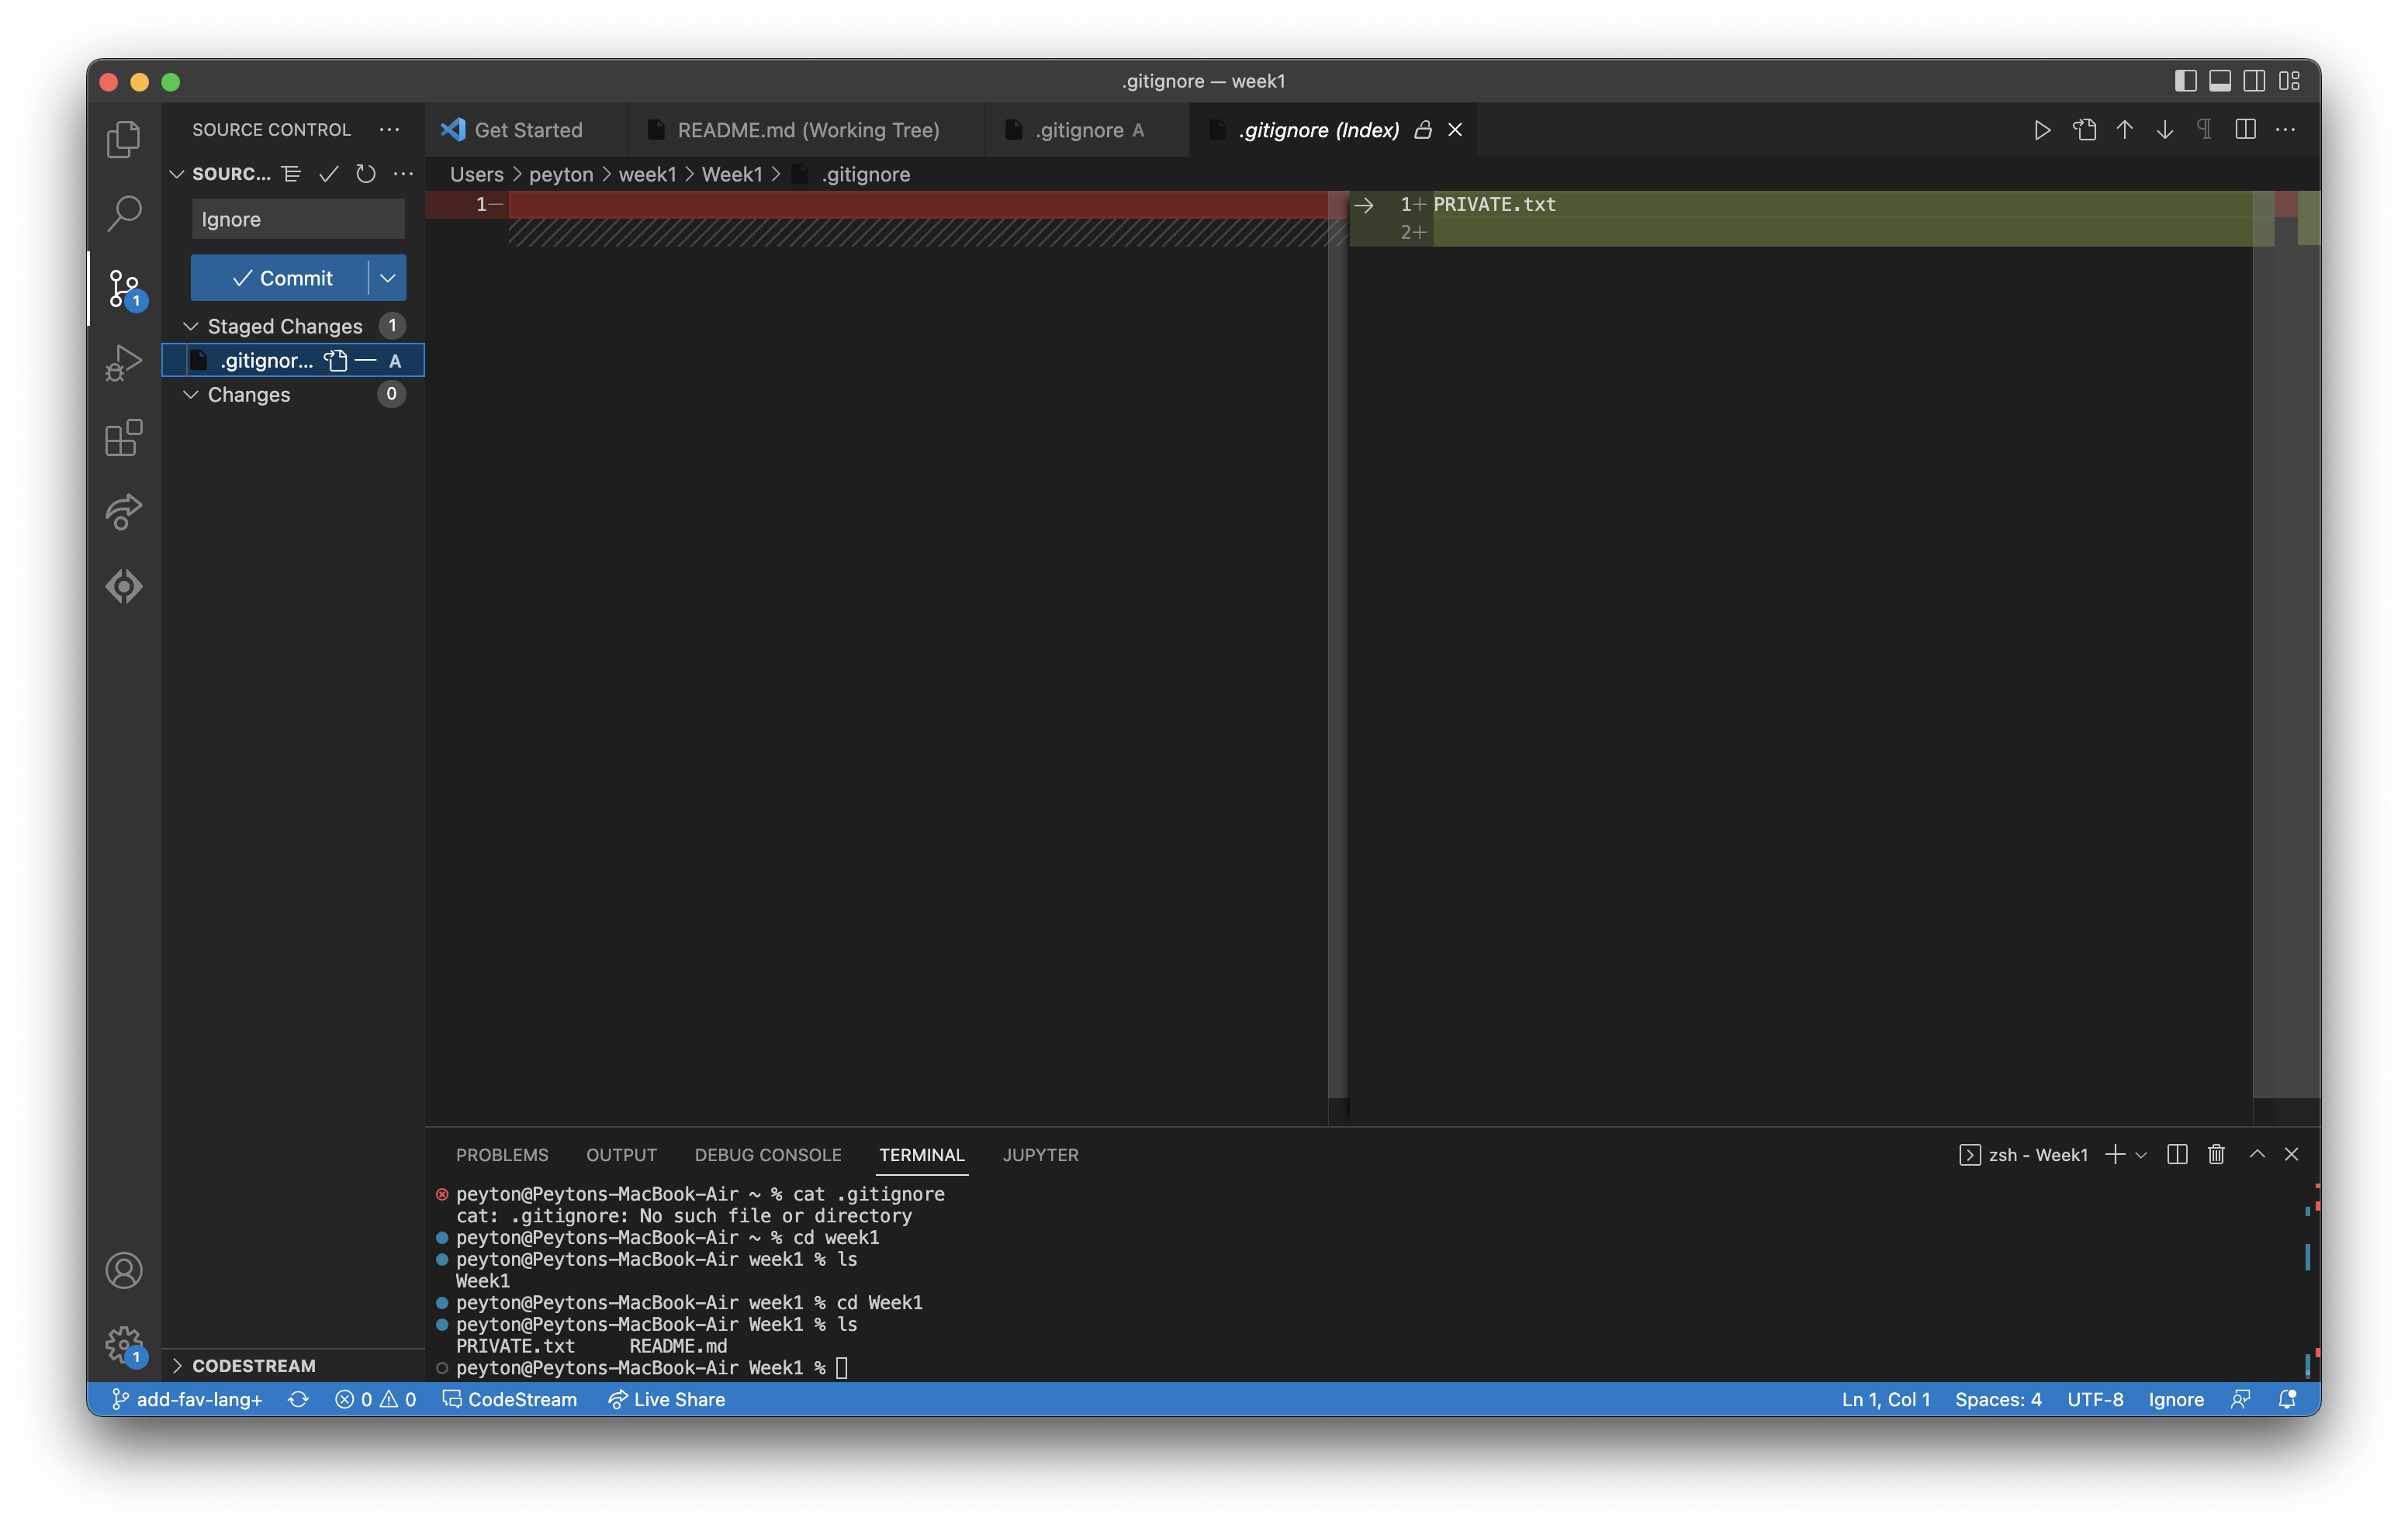 .gitignore — week1
SOURCE CONTROL
Get Started
README.md (Working Tree)
.gitignore A
.gitignore (Index)
SOURC...
Users > peyton > week1 > Week1 > .gitignore
Ignore
1—
1+ PRIVATE.txt
2+
Commit
1
Staged Changes 1
.gitignor... A
Changes 0
PROBLEMS OUTPUT DEBUG CONSOLE TERMINAL JUPYTER
zsh - Week1
peyton@Peytons-MacBook-Air ~ % cat .gitignore
cat: .gitignore: No such file or directory
peyton@Peytons-MacBook-Air ~ % cd week1
peyton@Peytons-MacBook-Air week1 % ls
Week1
peyton@Peytons-MacBook-Air week1 % cd Week1
peyton@Peytons-MacBook-Air Week1 % ls
PRIVATE.txt README.md
peyton@Peytons-MacBook-Air Week1 %
1
CODESTREAM
add-fav-lang+ 0 0 CodeStream Live Share
Ln 1, Col 1 Spaces: 4 UTF-8 Ignore